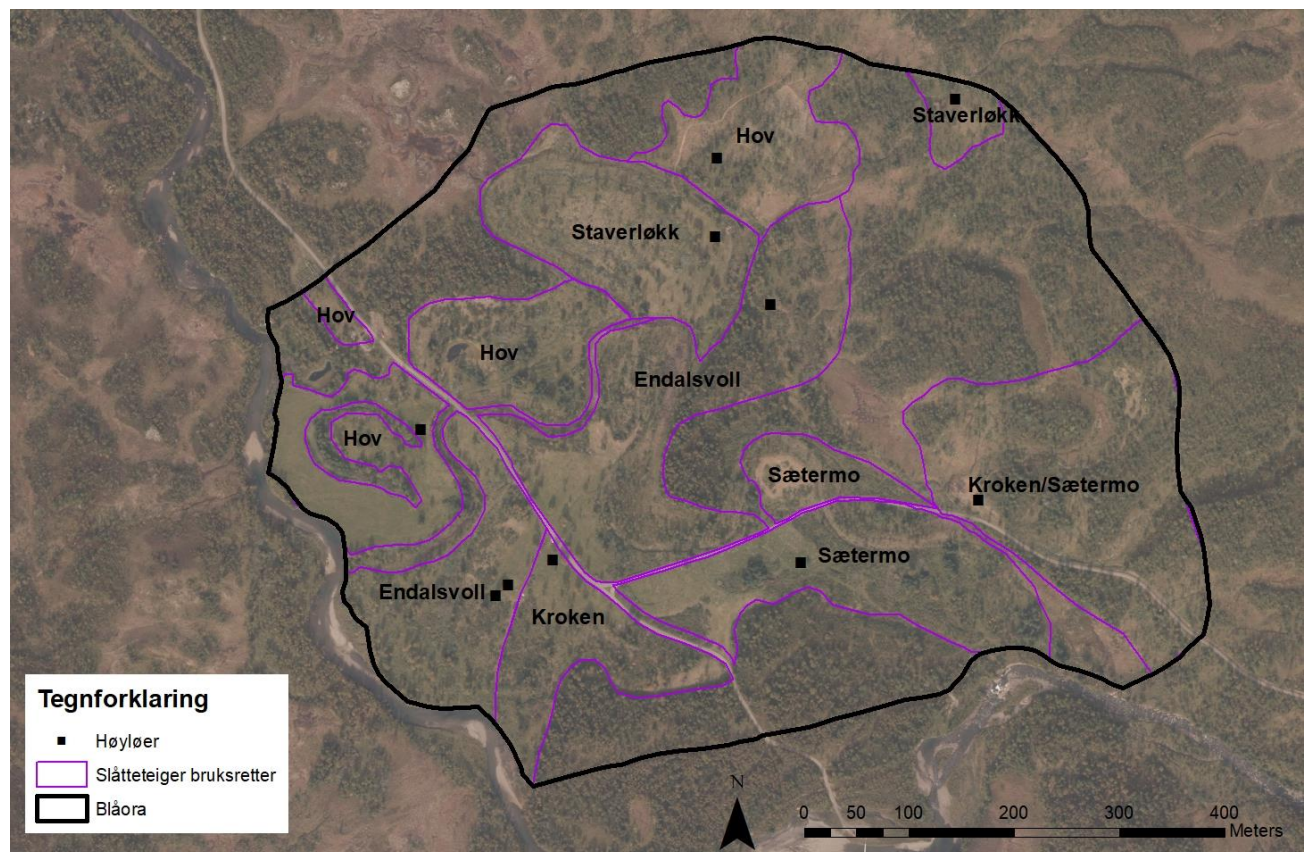 Staverløkk
Hov
Staverløkk
Hov
Hov
Endalsvoll
Hov
Sætermo
Kroken/Sætermo
Sætermo
Endalsvoll
Kroken
Tegnforklaring
Høyløer
Slåtteteiger bruksretter
Blåora
N
0 50 100 200 300 400
Meters